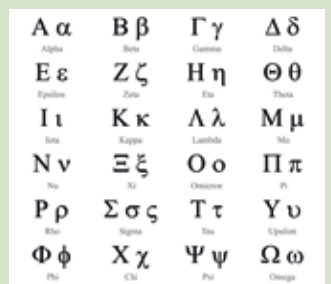 Α α Β β Γ γ Δ δ
Alpha Beta Gamma Delta
Ε ε Ζ ζ Η η Θ θ
Epsilon Zeta Eta Theta
Ι ι Κ κ Λ λ Μ μ
Iota Kappa Lambda Mu
Ν ν Ξ ξ Ο ο Π π
Nu Xi Omicron Pi
Ρ ρ Σ σ ς Τ τ Υ υ
Rho Sigma Tau Upsilon
Φ ϕ Χ χ Ψ ψ Ω ω
Phi Chi Psi Omega